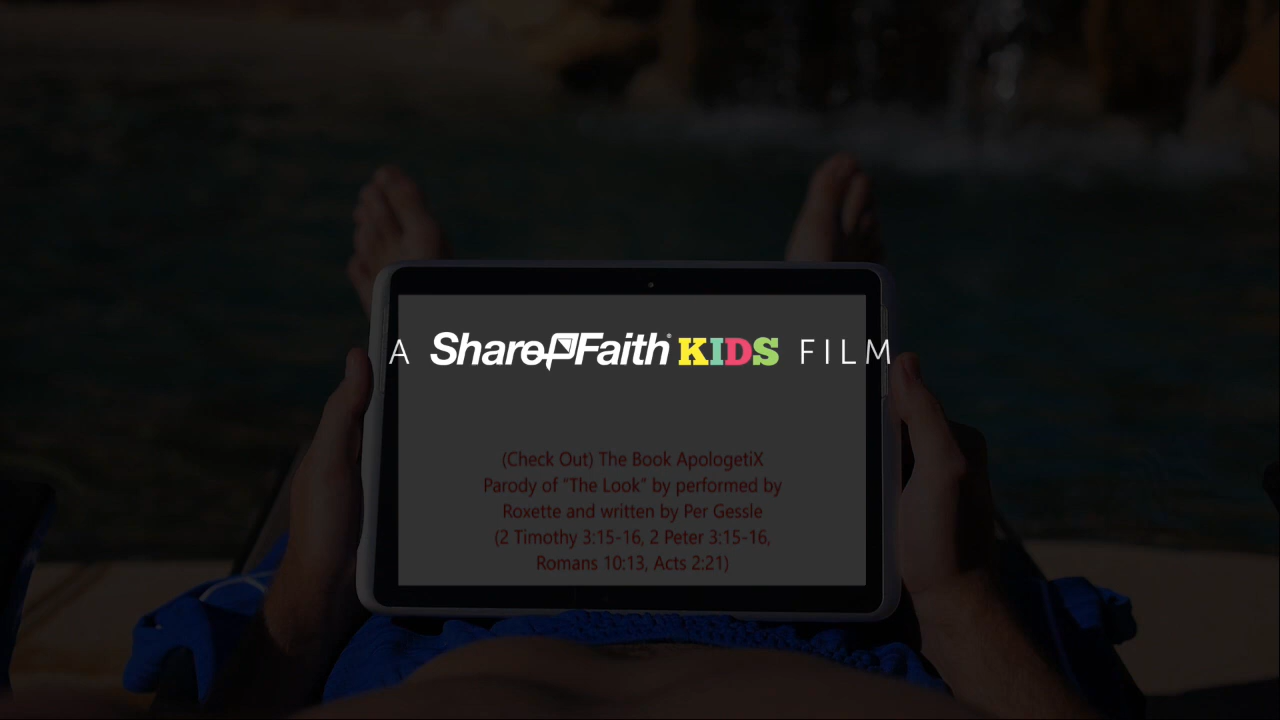 A ShareFaith® KIDS FILM
(Check Out) The Book ApologetiX
Parody of "The Look" by performed by
Roxette and written by Per Gessle
(2 Timothy 3:15-16, 2 Peter 3:15-16,
Romans 10:13, Acts 2:21)